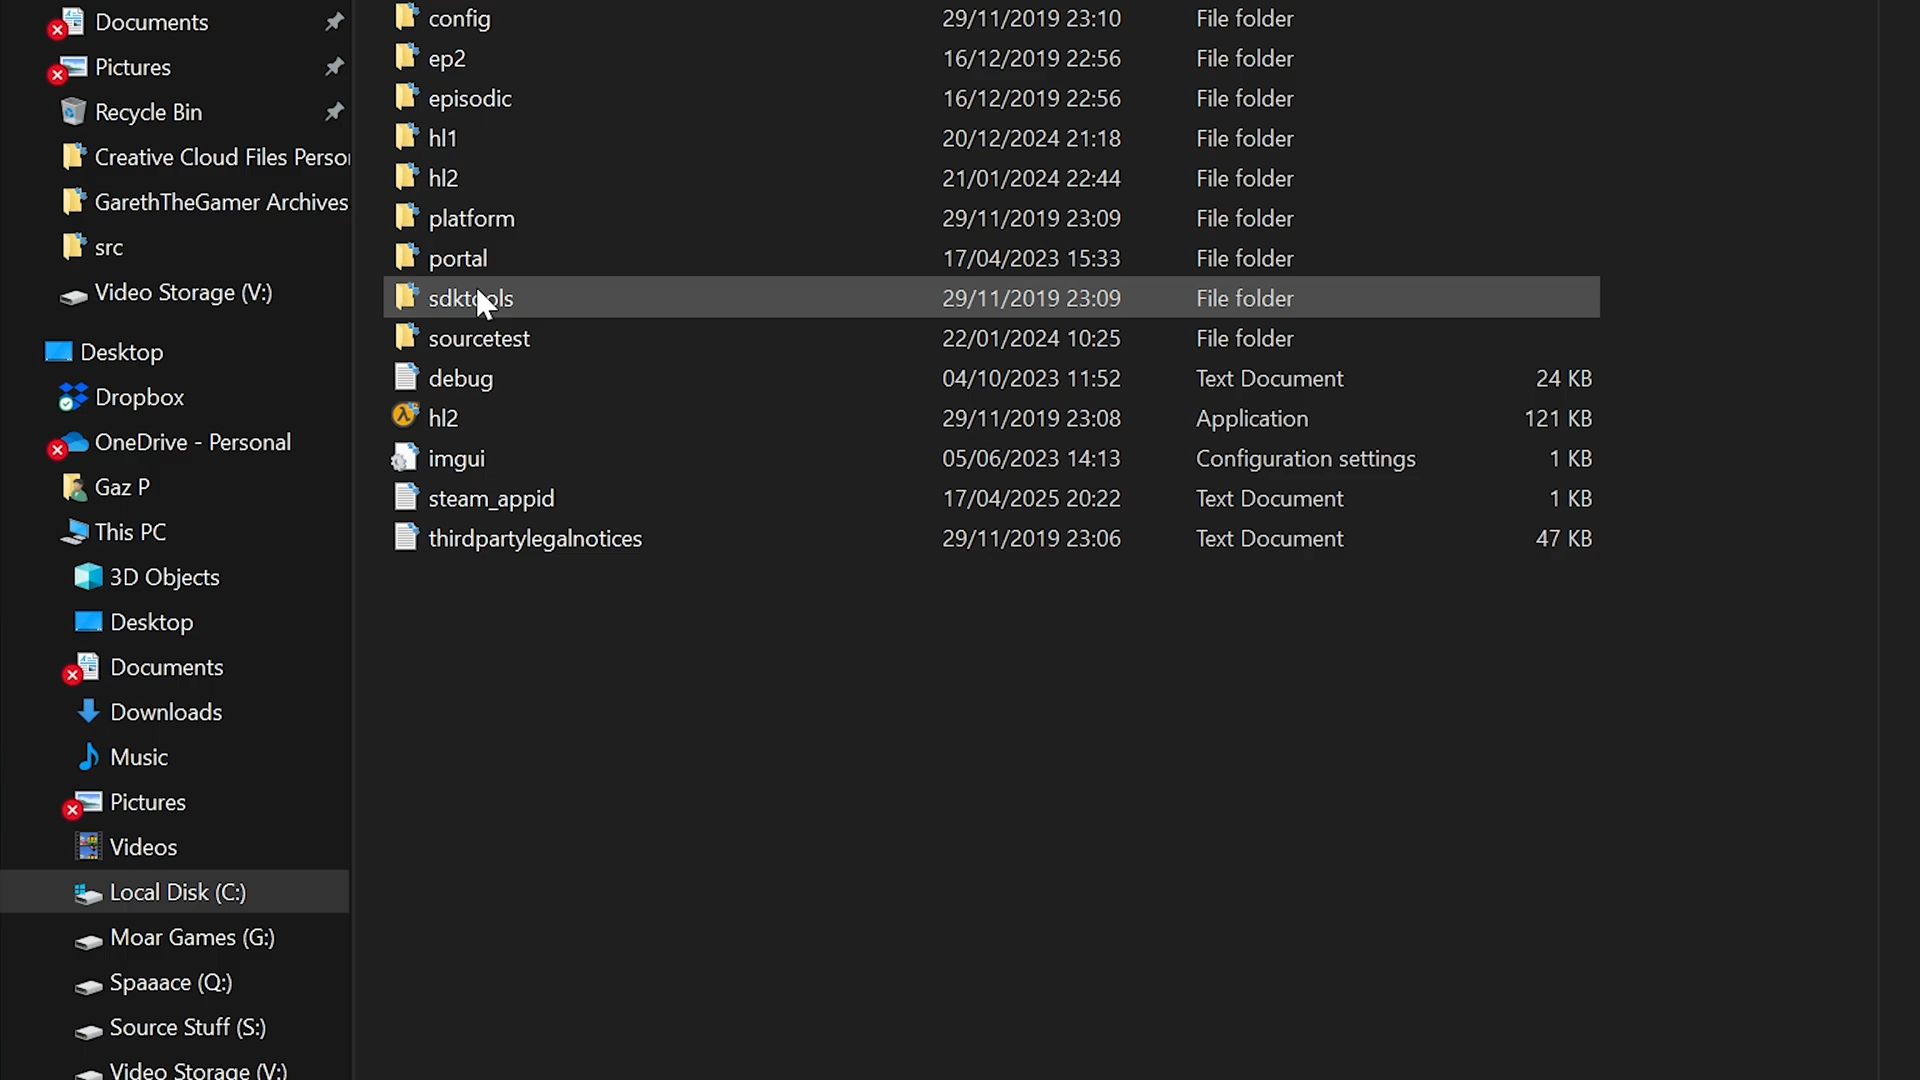 Documents
Pictures
Recycle Bin
Creative Cloud Files Perso
GarethTheGamer Archives
src
Video Storage (V:)
Desktop
Dropbox
OneDrive - Personal
Gaz P
This PC
3D Objects
Desktop
Documents
Downloads
Music
Pictures
Videos
Local Disk (C:)
Moar Games (G:)
Spaaace (Q:)
Source Stuff (S:)
Video Storage (V:)
config 29/11/2019 23:10 File folder
ep2 16/12/2019 22:56 File folder
episodic 16/12/2019 22:56 File folder
hl1 20/12/2024 21:18 File folder
hl2 21/01/2024 22:44 File folder
platform 29/11/2019 23:09 File folder
portal 17/04/2023 15:33 File folder
sdktools 29/11/2019 23:09 File folder
sourcetest 22/01/2024 10:25 File folder
debug 04/10/2023 11:52 Text Document 24 KB
hl2 29/11/2019 23:08 Application 121 KB
imgui 05/06/2023 14:13 Configuration settings 1 KB
steam_appid 17/04/2025 20:22 Text Document 1 KB
thirdpartylegalnotices 29/11/2019 23:06 Text Document 47 KB